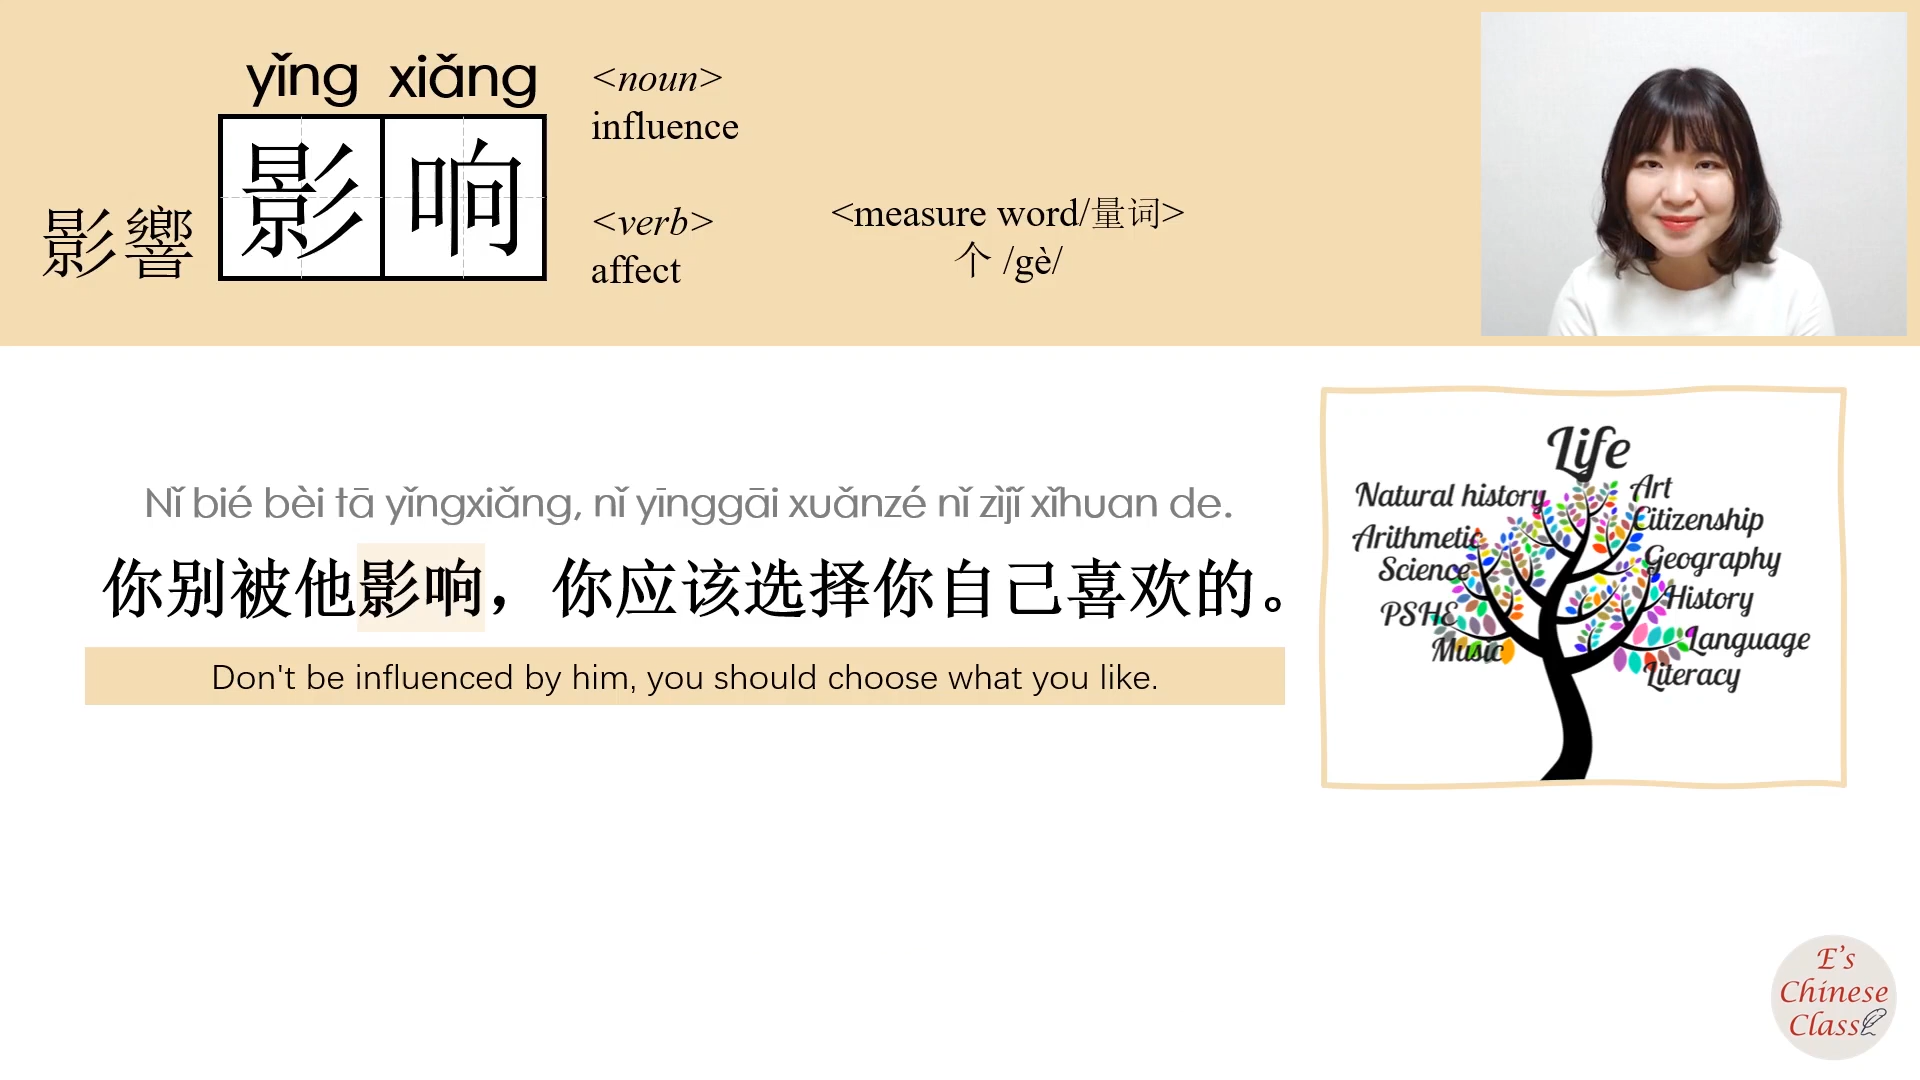 yǐng xiǎng
影響
影响
<noun>
influence
<verb>
affect
<measure word/量词>
个 /gè/
Nǐ bié bèi tā yǐngxiǎng, nǐ yīnggāi xuǎnzé nǐ zìjǐ xǐhuan de.
你别被他影响，你应该选择你自己喜欢的。
Don't be influenced by him, you should choose what you like.
Life
Natural history
Arithmetic
Science
PSHE
Music
Art
Citizenship
Geography
History
Language
Literacy
E's
Chinese
Class